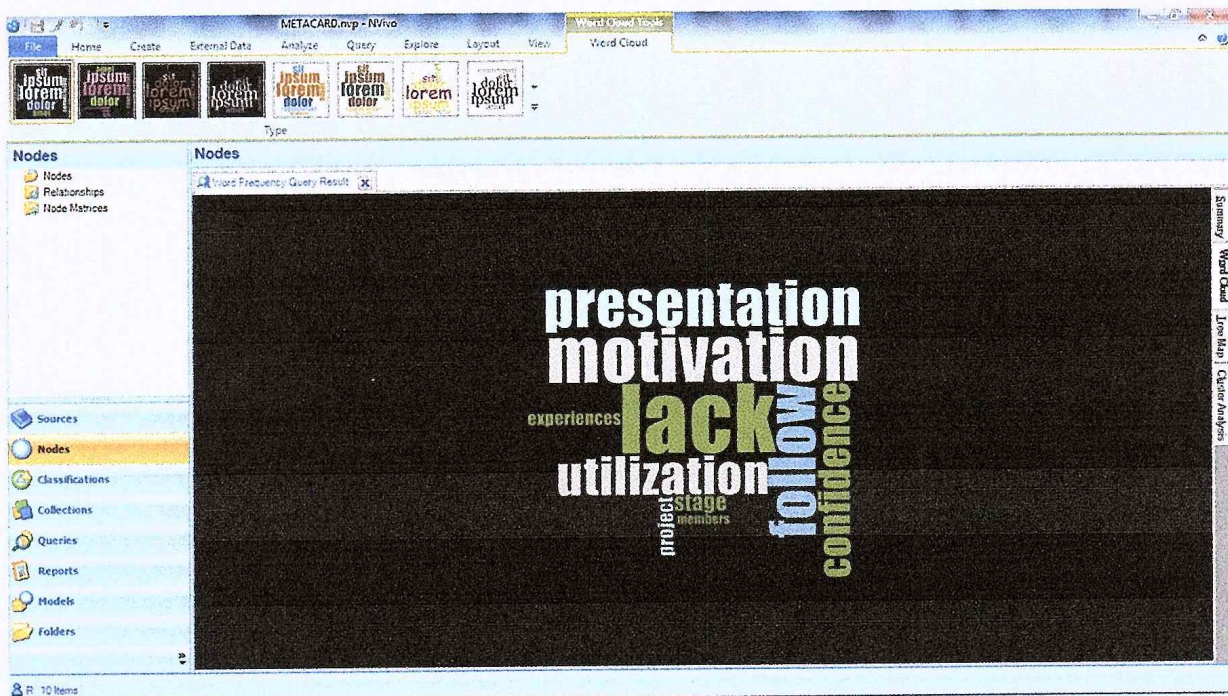 METACARD.nvp - NVivo
Word Cloud Tools
File Home Create External Data Analyze Query Explore Layout View Word Cloud
Type
Nodes
Nodes
Relationships
Node Matrices
Nodes
Word Frequency Query Result
presentation
motivation
experiences
lack
follow
confidence
utilization
project
stage
members
Summary
Word Cloud
Tree Map
Cluster Analysis
Sources
Nodes
Classifications
Collections
Queries
Reports
Models
Folders
R 10 Items